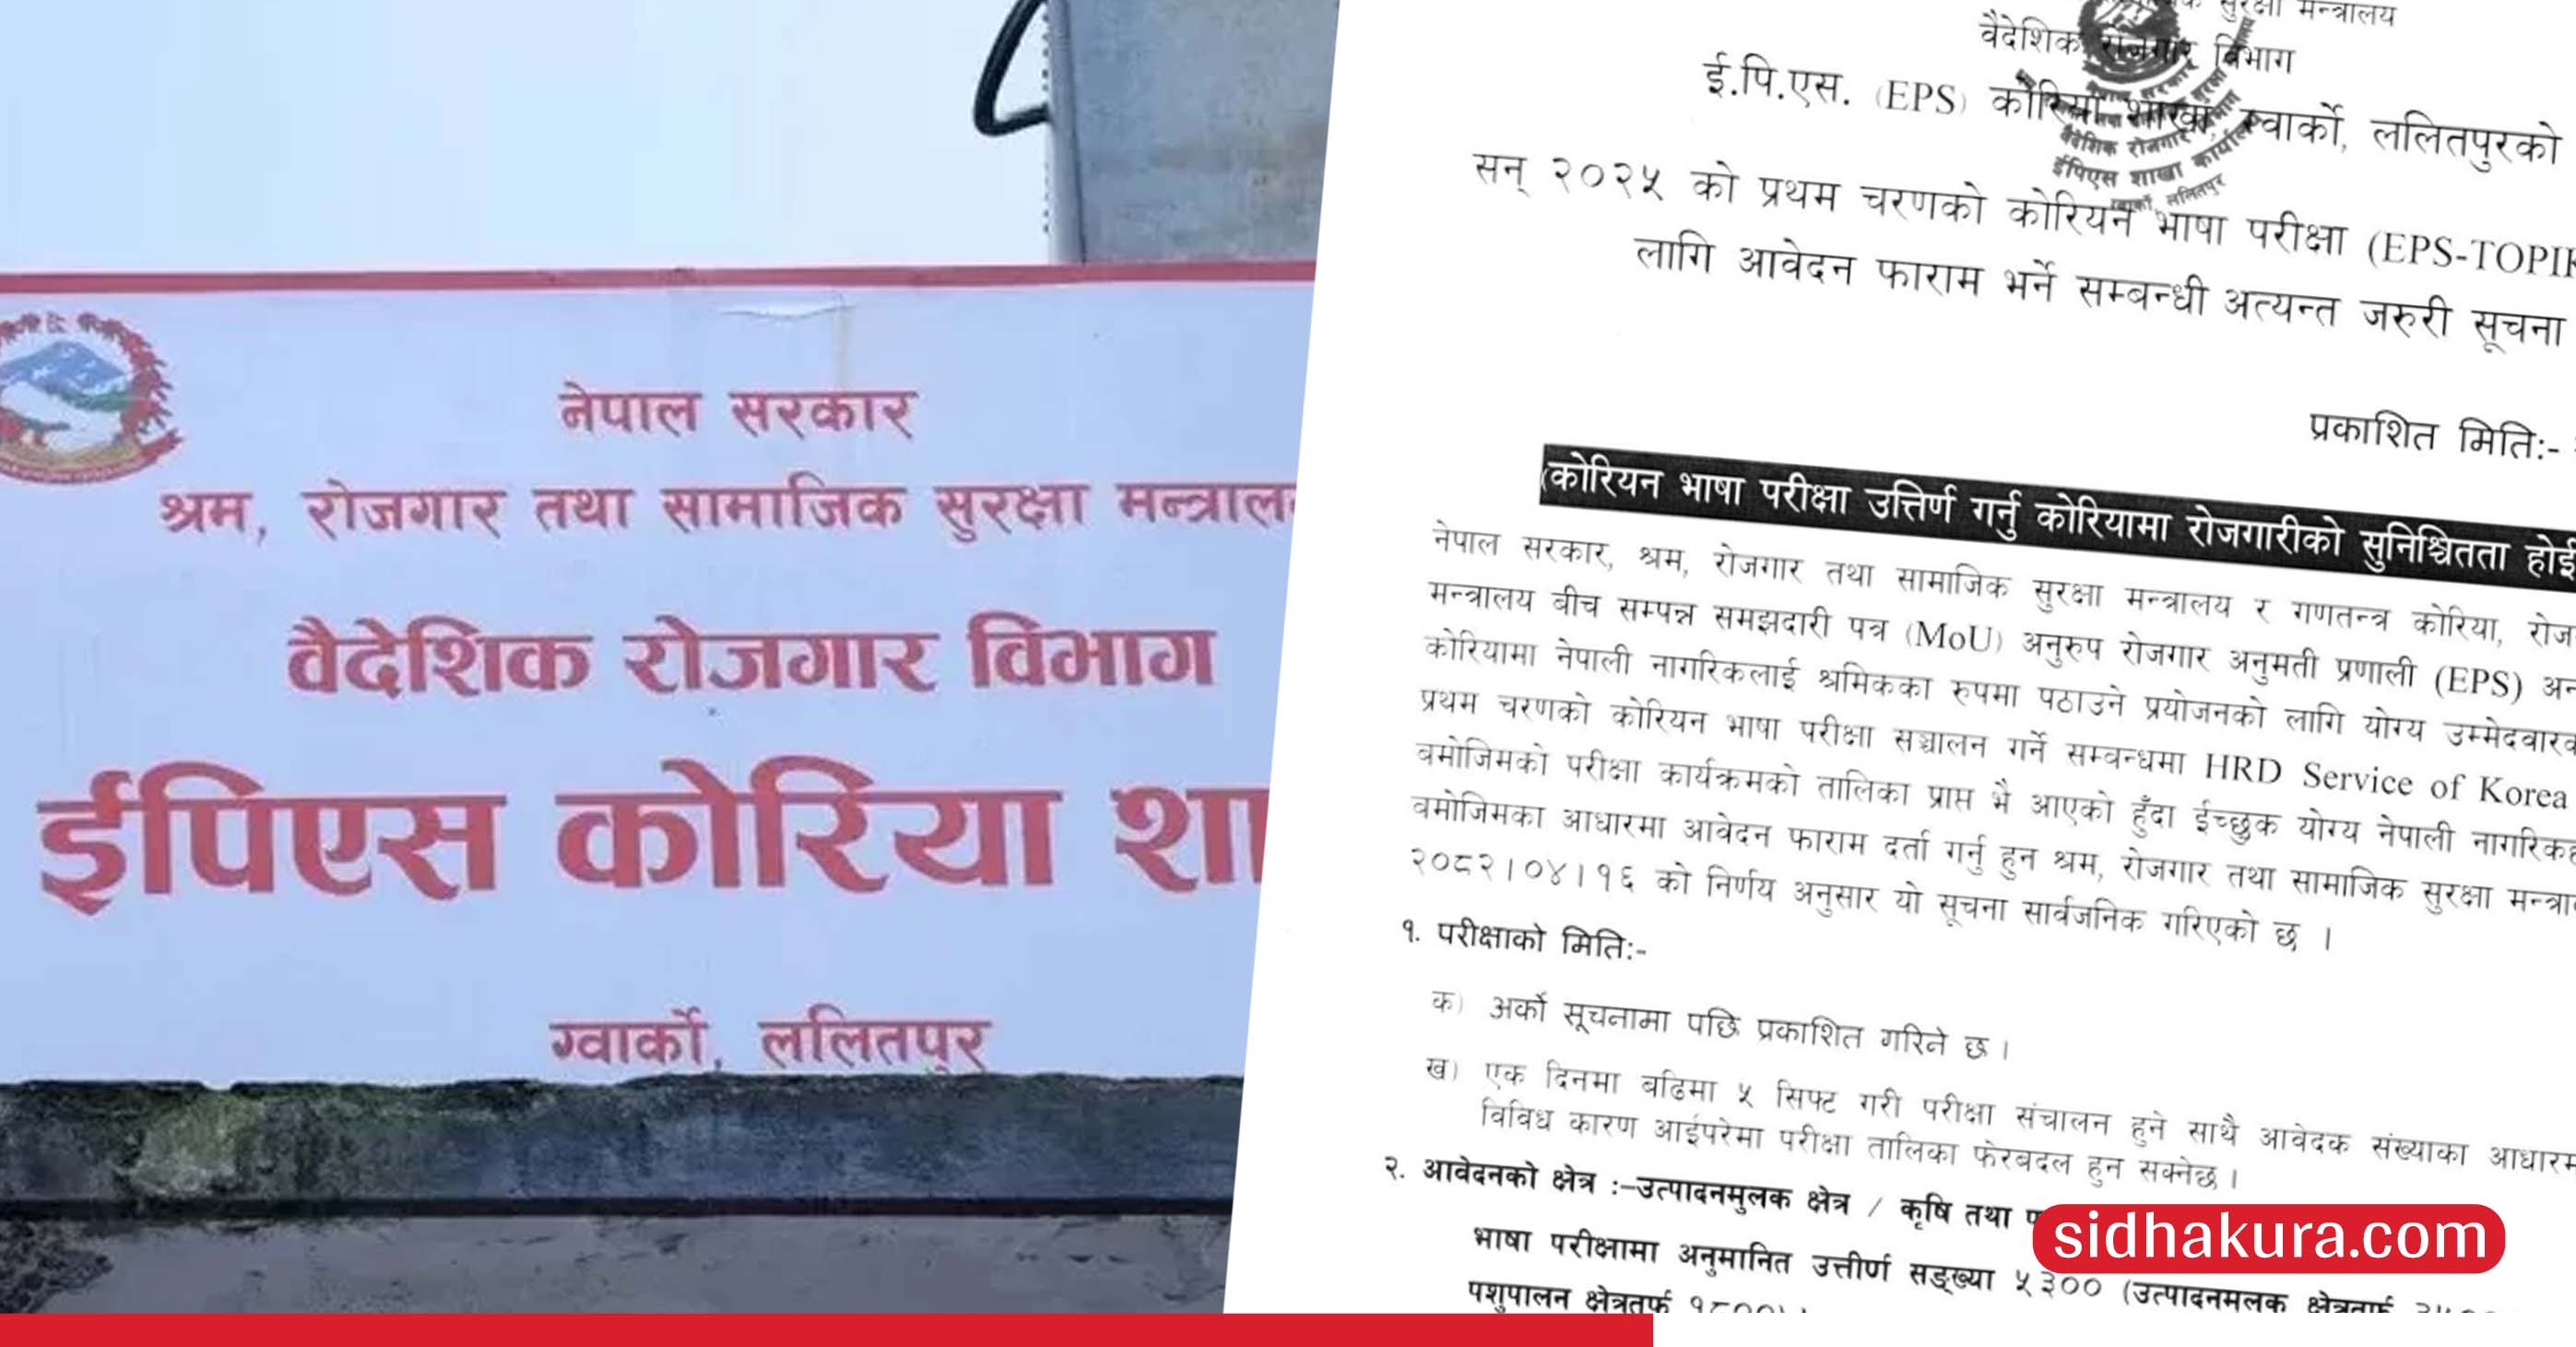 नेपाल सरकार
श्रम, रोजगार तथा सामाजिक सुरक्षा
वैदेशिक रोजगार विभाग
ईपिएस कोरिया
ग्वार्को, ललितपुर
सुरक्षा मन्त्रालय
वैदेशिक रोजगार विभाग
ई.पि.एस. (EPS) कोरिया शाखा, ग्वार्को, ललितपुरको
सन् २०२५ को प्रथम चरणको कोरियन भाषा परीक्षा (EPS-TOPIK
लागि आवेदन फाराम भर्ने सम्बन्धी अत्यन्त जरुरी सूचना
प्रकाशित मिति:-
(कोरियन भाषा परीक्षा उत्तिर्ण गर्नु कोरियामा रोजगारीको सुनिश्चितता
नेपाल सरकार, श्रम, रोजगार तथा सामाजिक सुरक्षा मन्त्रालय र गणतन्त्र कोरिया,
मन्त्रालय बीच सम्पन्न समझदारी पत्र (MoU) अनुरुप रोजगार अनुमती प्रणाली (EPS)
कोरियामा नेपाली नागरिकलाई श्रमिकका रुपमा पठाउने प्रयोजनको लागि योग्य
प्रथम चरणको कोरियन भाषा परीक्षा सञ्चालन गर्ने सम्बन्धमा HRD Service of Korea
बमोजिमको परीक्षा कार्यक्रमको तालिका प्राप्त भै आएको हुँदा ईच्छुक योग्य नेपाली
बमोजिमका आधारमा आवेदन फाराम दर्ता गर्नु हुन श्रम, रोजगार तथा सामाजिक सुरक्षा
२०८२।०४।१६ को निर्णय अनुसार यो सूचना सार्वजनिक गरिएको छ ।
१. परीक्षाको मिति:-
क) अर्को सूचनामा पछि प्रकाशित गरिने छ ।
ख) एक दिनमा बढिमा ५ सिफ्ट गरी परीक्षा संचालन हुने साथै आवेदक संख्याका
विविध कारण आईपरेमा परीक्षा तालिका फेरबदल हुन सक्नेछ ।
२. आवेदनको क्षेत्र :-उत्पादनमुलक क्षेत्र / कृषि तथा
sidhakura.com
भाषा परीक्षामा अनुमानित उत्तीर्ण सङ्ख्या ५३०० (उत्पादनमूलक क्षेत्रतर्फ
पशुपालन क्षेत्रतर्फ